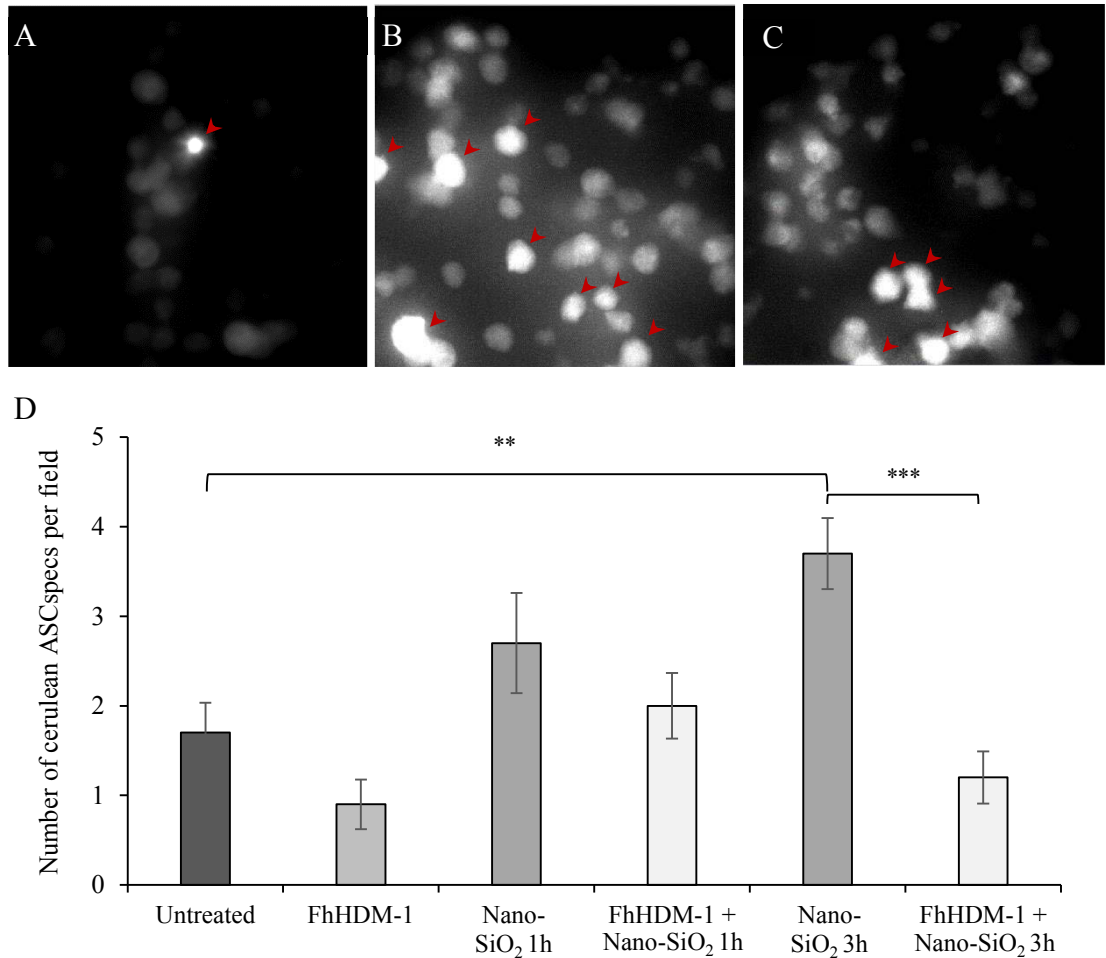 A
B
C
D
Number of cerulean ASCspecs per field
5
4
3
2
1
0
**
***
Untreated
FhHDM-1
Nano-
SiO₂ 1h
FhHDM-1 +
Nano-SiO₂ 1h
Nano-
SiO₂ 3h
FhHDM-1 +
Nano-SiO₂ 3h